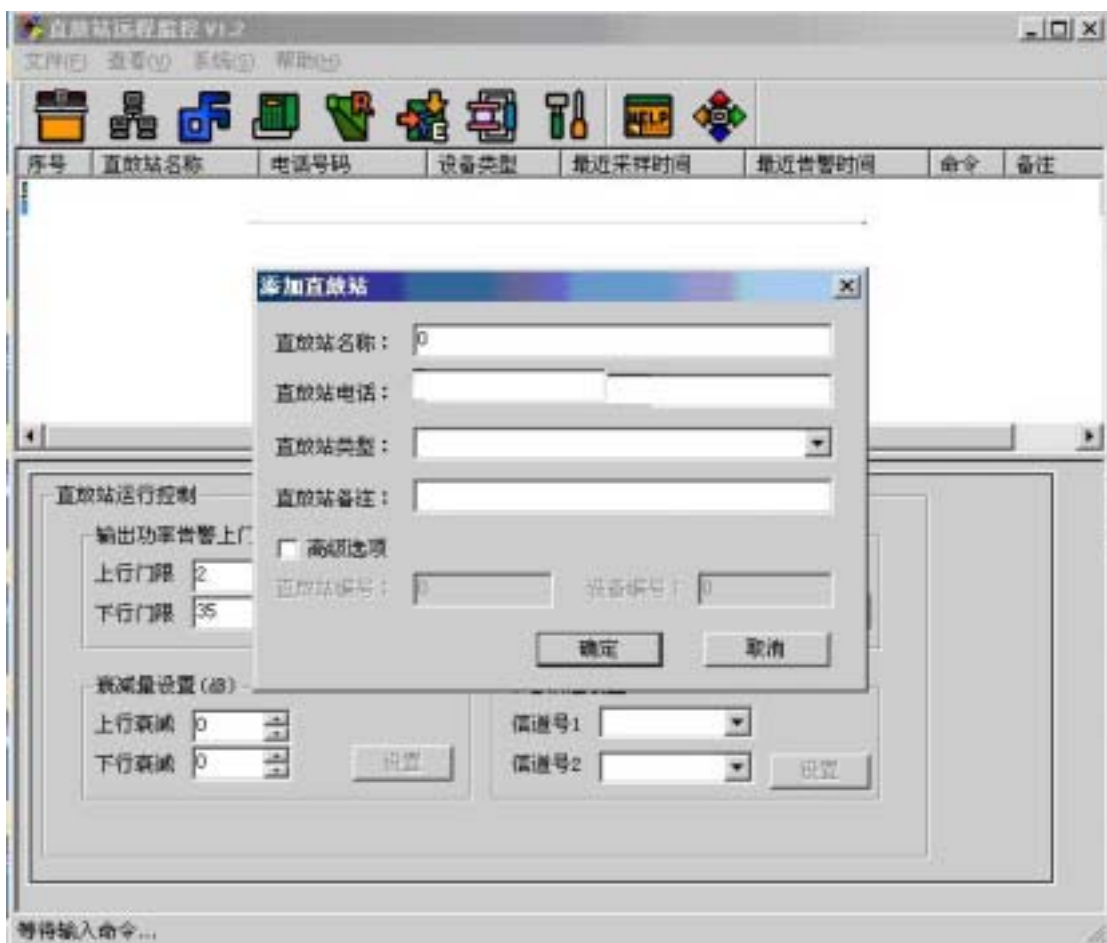 直放站远程监控 V1.2
文件(F) 查看(V) 系统(S) 帮助(H)
HELP
序号 直放站名称 电话号码 设备类型 最近采样时间 最近告警时间 命令 备注
添加直放站
直放站名称： 0
直放站电话：
直放站类型：
直放站备注：
高级选项
直放站编号： 0 设备编号： 0
确定 取消
直放站运行控制
输出功率告警上门
上行门限 2
下行门限 35
衰减量设置(dB)
上行衰减 0
下行衰减 0
设置
信道号1
信道号2
设置
等待输入命令...